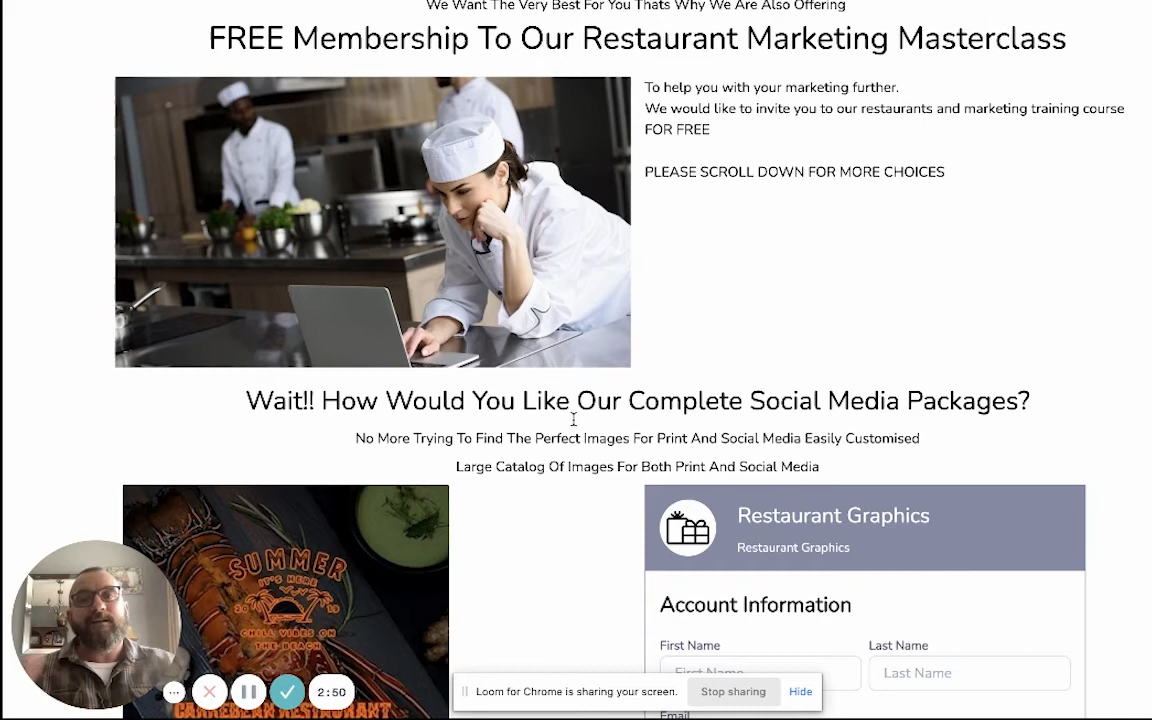 We Want The Very Best For You Thats Why We Are Also Offering
FREE Membership To Our Restaurant Marketing Masterclass
To help you with your marketing further.
We would like to invite you to our restaurants and marketing training course
FOR FREE
PLEASE SCROLL DOWN FOR MORE CHOICES
Wait!! How Would You Like Our Complete Social Media Packages?
No More Trying To Find The Perfect Images For Print And Social Media Easily Customised
Large Catalog Of Images For Both Print And Social Media
SUMMER
IT'S HERE
20 19
CHILL VIBES ON
THE BEACH
CARREBEAN RESTAURANT
Restaurant Graphics
Restaurant Graphics
Account Information
First Name
Last Name
First Name
Last Name
Email
2:50
Loom for Chrome is sharing your screen.
Stop sharing
Hide